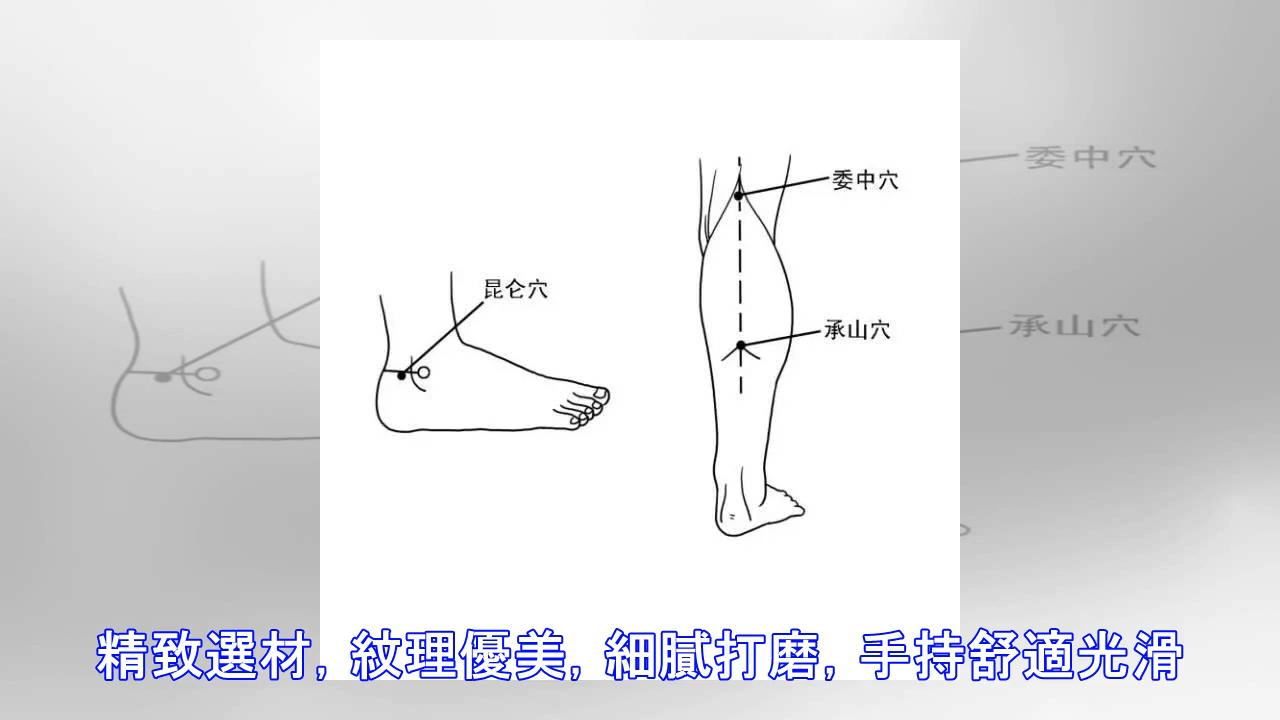 委中穴
昆仑穴
承山穴
委中穴
承山穴
精致選材, 紋理優美, 細膩打磨, 手持舒適光滑